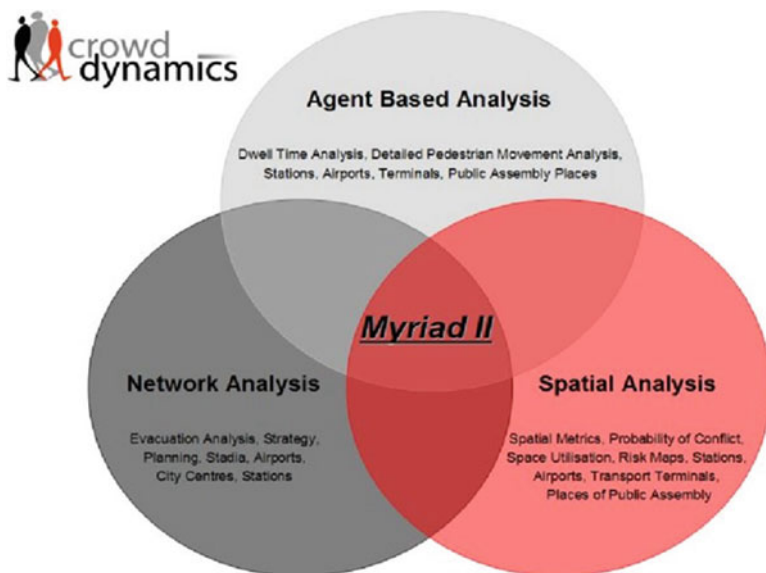 crowd
dynamics
Agent Based Analysis
Dwell Time Analysis, Detailed Pedestrian Movement Analysis,
Stations, Airports, Terminals, Public Assembly Places
Myriad II
Network Analysis
Evacuation Analysis, Strategy,
Planning, Stadia, Airports,
City Centres, Stations
Spatial Analysis
Spatial Metrics, Probability of Conflict,
Space Utilisation, Risk Maps, Stations,
Airports, Transport Terminals,
Places of Public Assembly